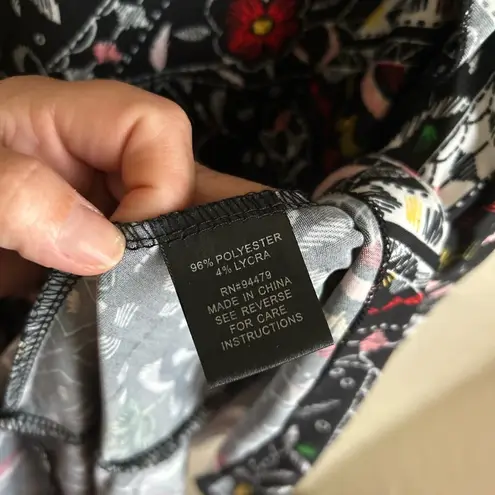 96% POLYESTER
4% LYCRA
RN#94479
MADE IN CHINA
SEE REVERSE
FOR CARE
INSTRUCTIONS